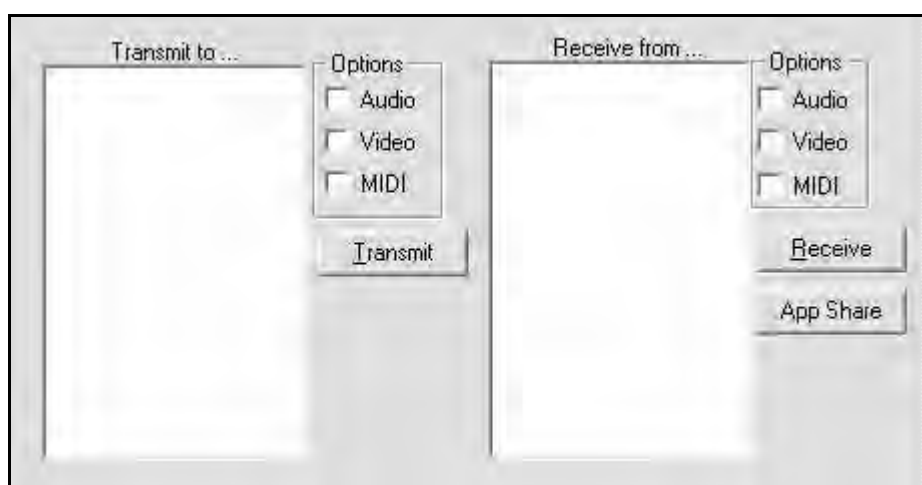 Transmit to ...
Options
Audio
Video
MIDI
Transmit
Receive from ...
Options
Audio
Video
MIDI
Receive
App Share